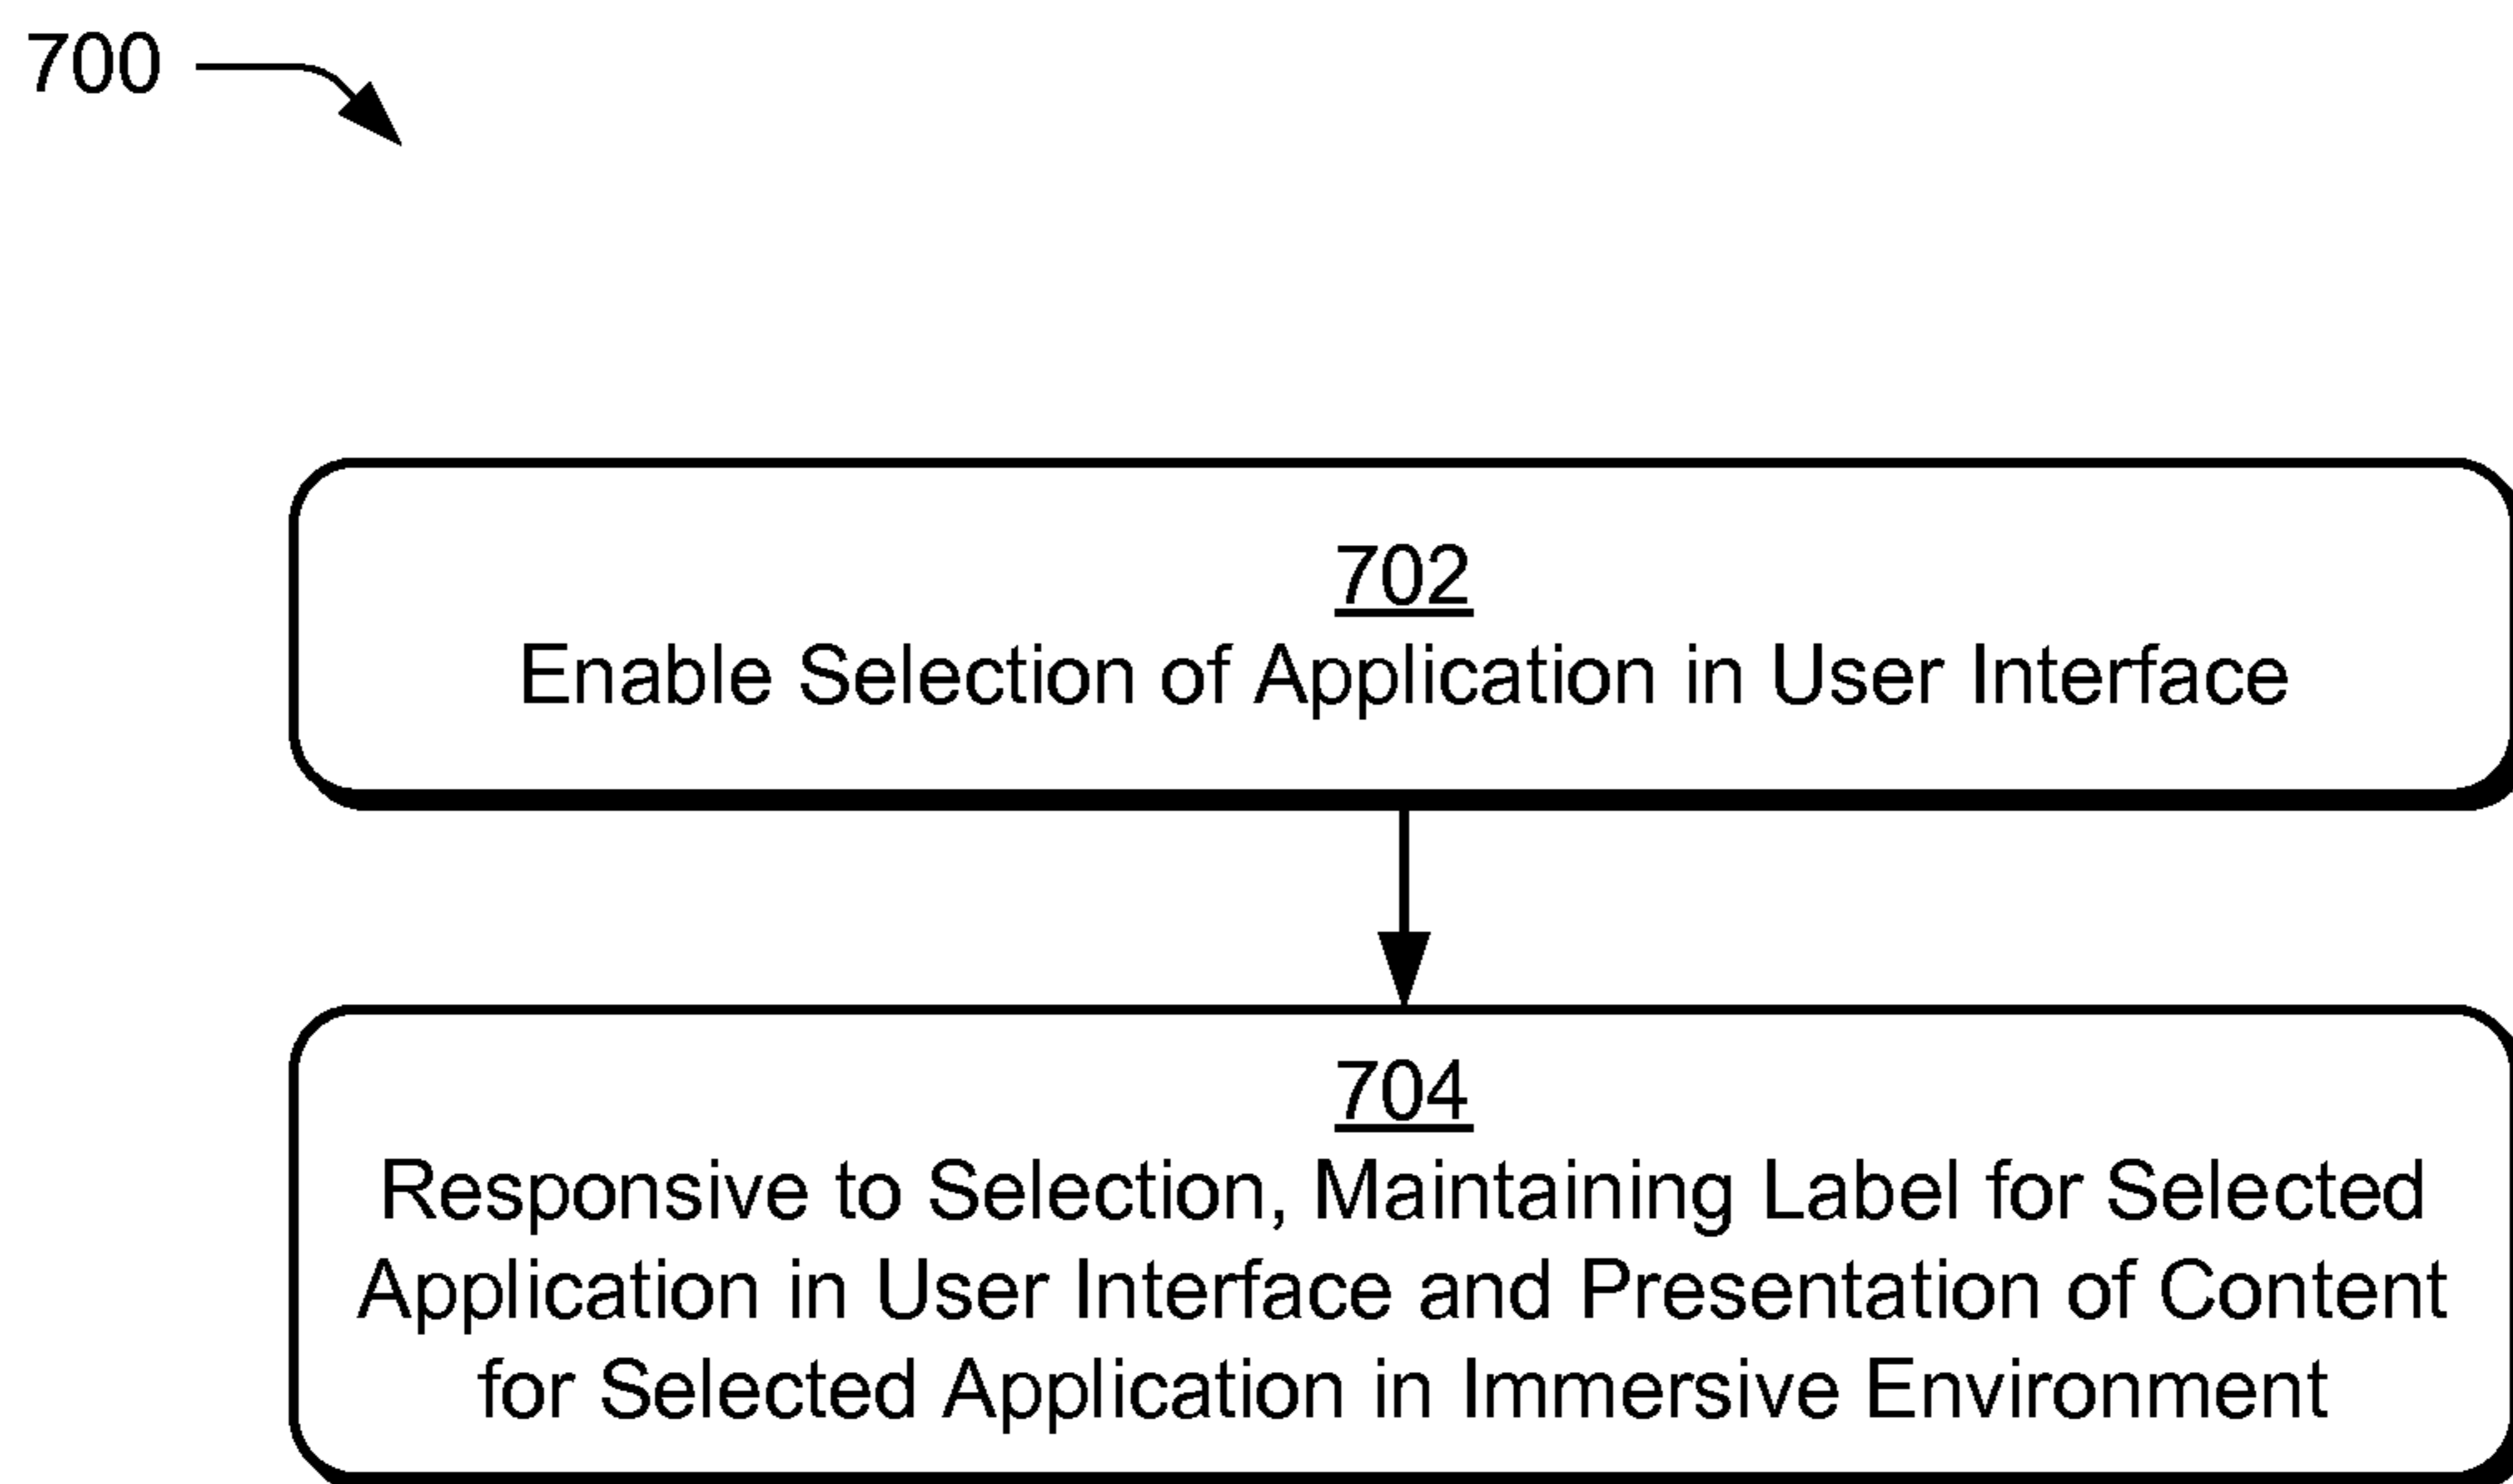 700
702
Enable Selection of Application in User Interface
704
Responsive to Selection, Maintaining Label for Selected
Application in User Interface and Presentation of Content
for Selected Application in Immersive Environment